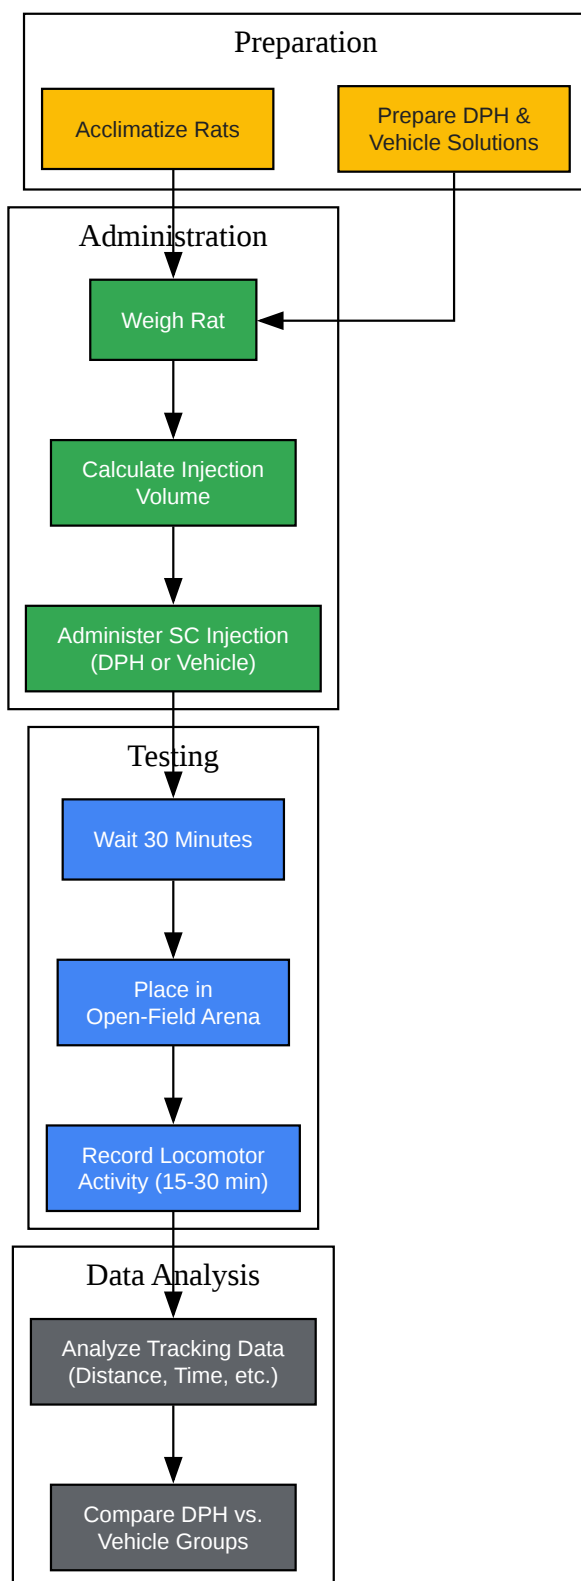 Preparation
Acclimatize Rats
Prepare DPH &
Vehicle Solutions
Administration
Weigh Rat
Calculate Injection
Volume
Administer SC Injection
(DPH or Vehicle)
Testing
Wait 30 Minutes
Place in
Open-Field Arena
Record Locomotor
Activity (15-30 min)
Data Analysis
Analyze Tracking Data
(Distance, Time, etc.)
Compare DPH vs.
Vehicle Groups